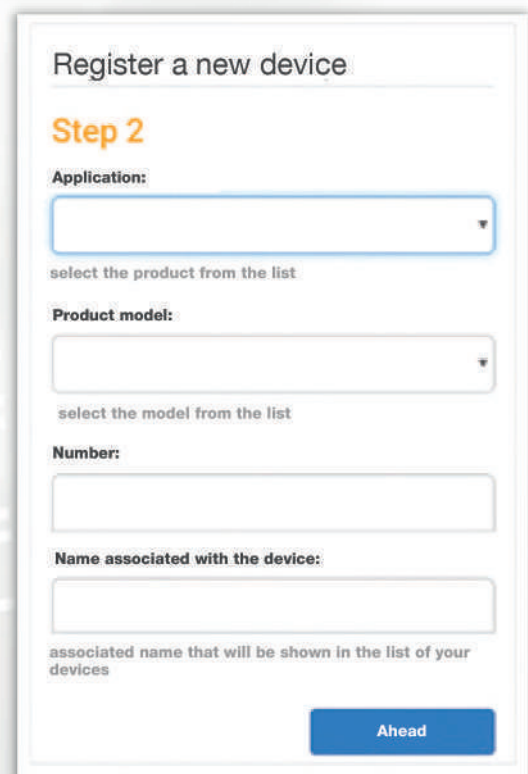 Register a new device
Step 2
Application:
select the product from the list
Product model:
select the model from the list
Number:
Name associated with the device:
associated name that will be shown in the list of your
devices
Ahead